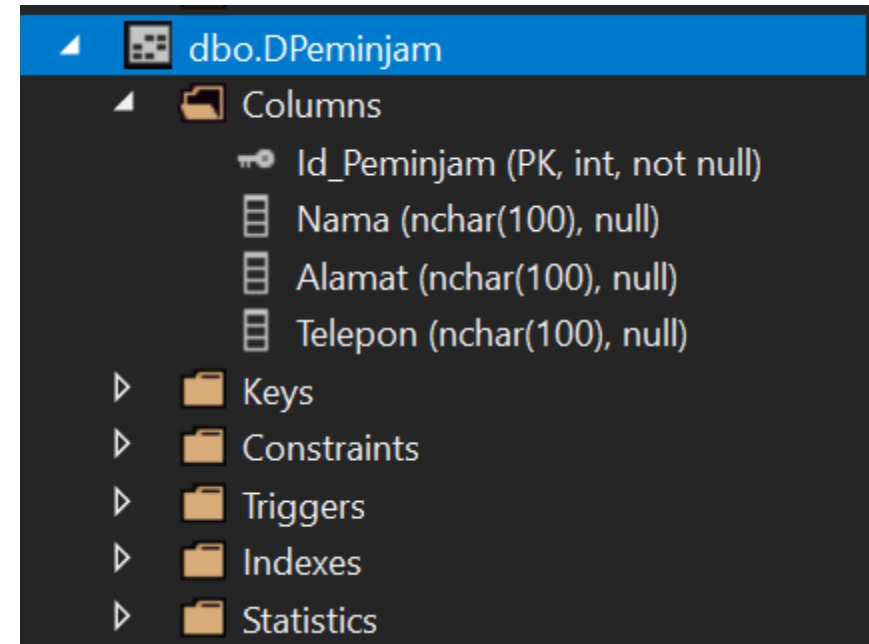 dbo.DPeminjam
Columns
Id_Peminjam (PK, int, not null)
Nama (nchar(100), null)
Alamat (nchar(100), null)
Telepon (nchar(100), null)
Keys
Constraints
Triggers
Indexes
Statistics